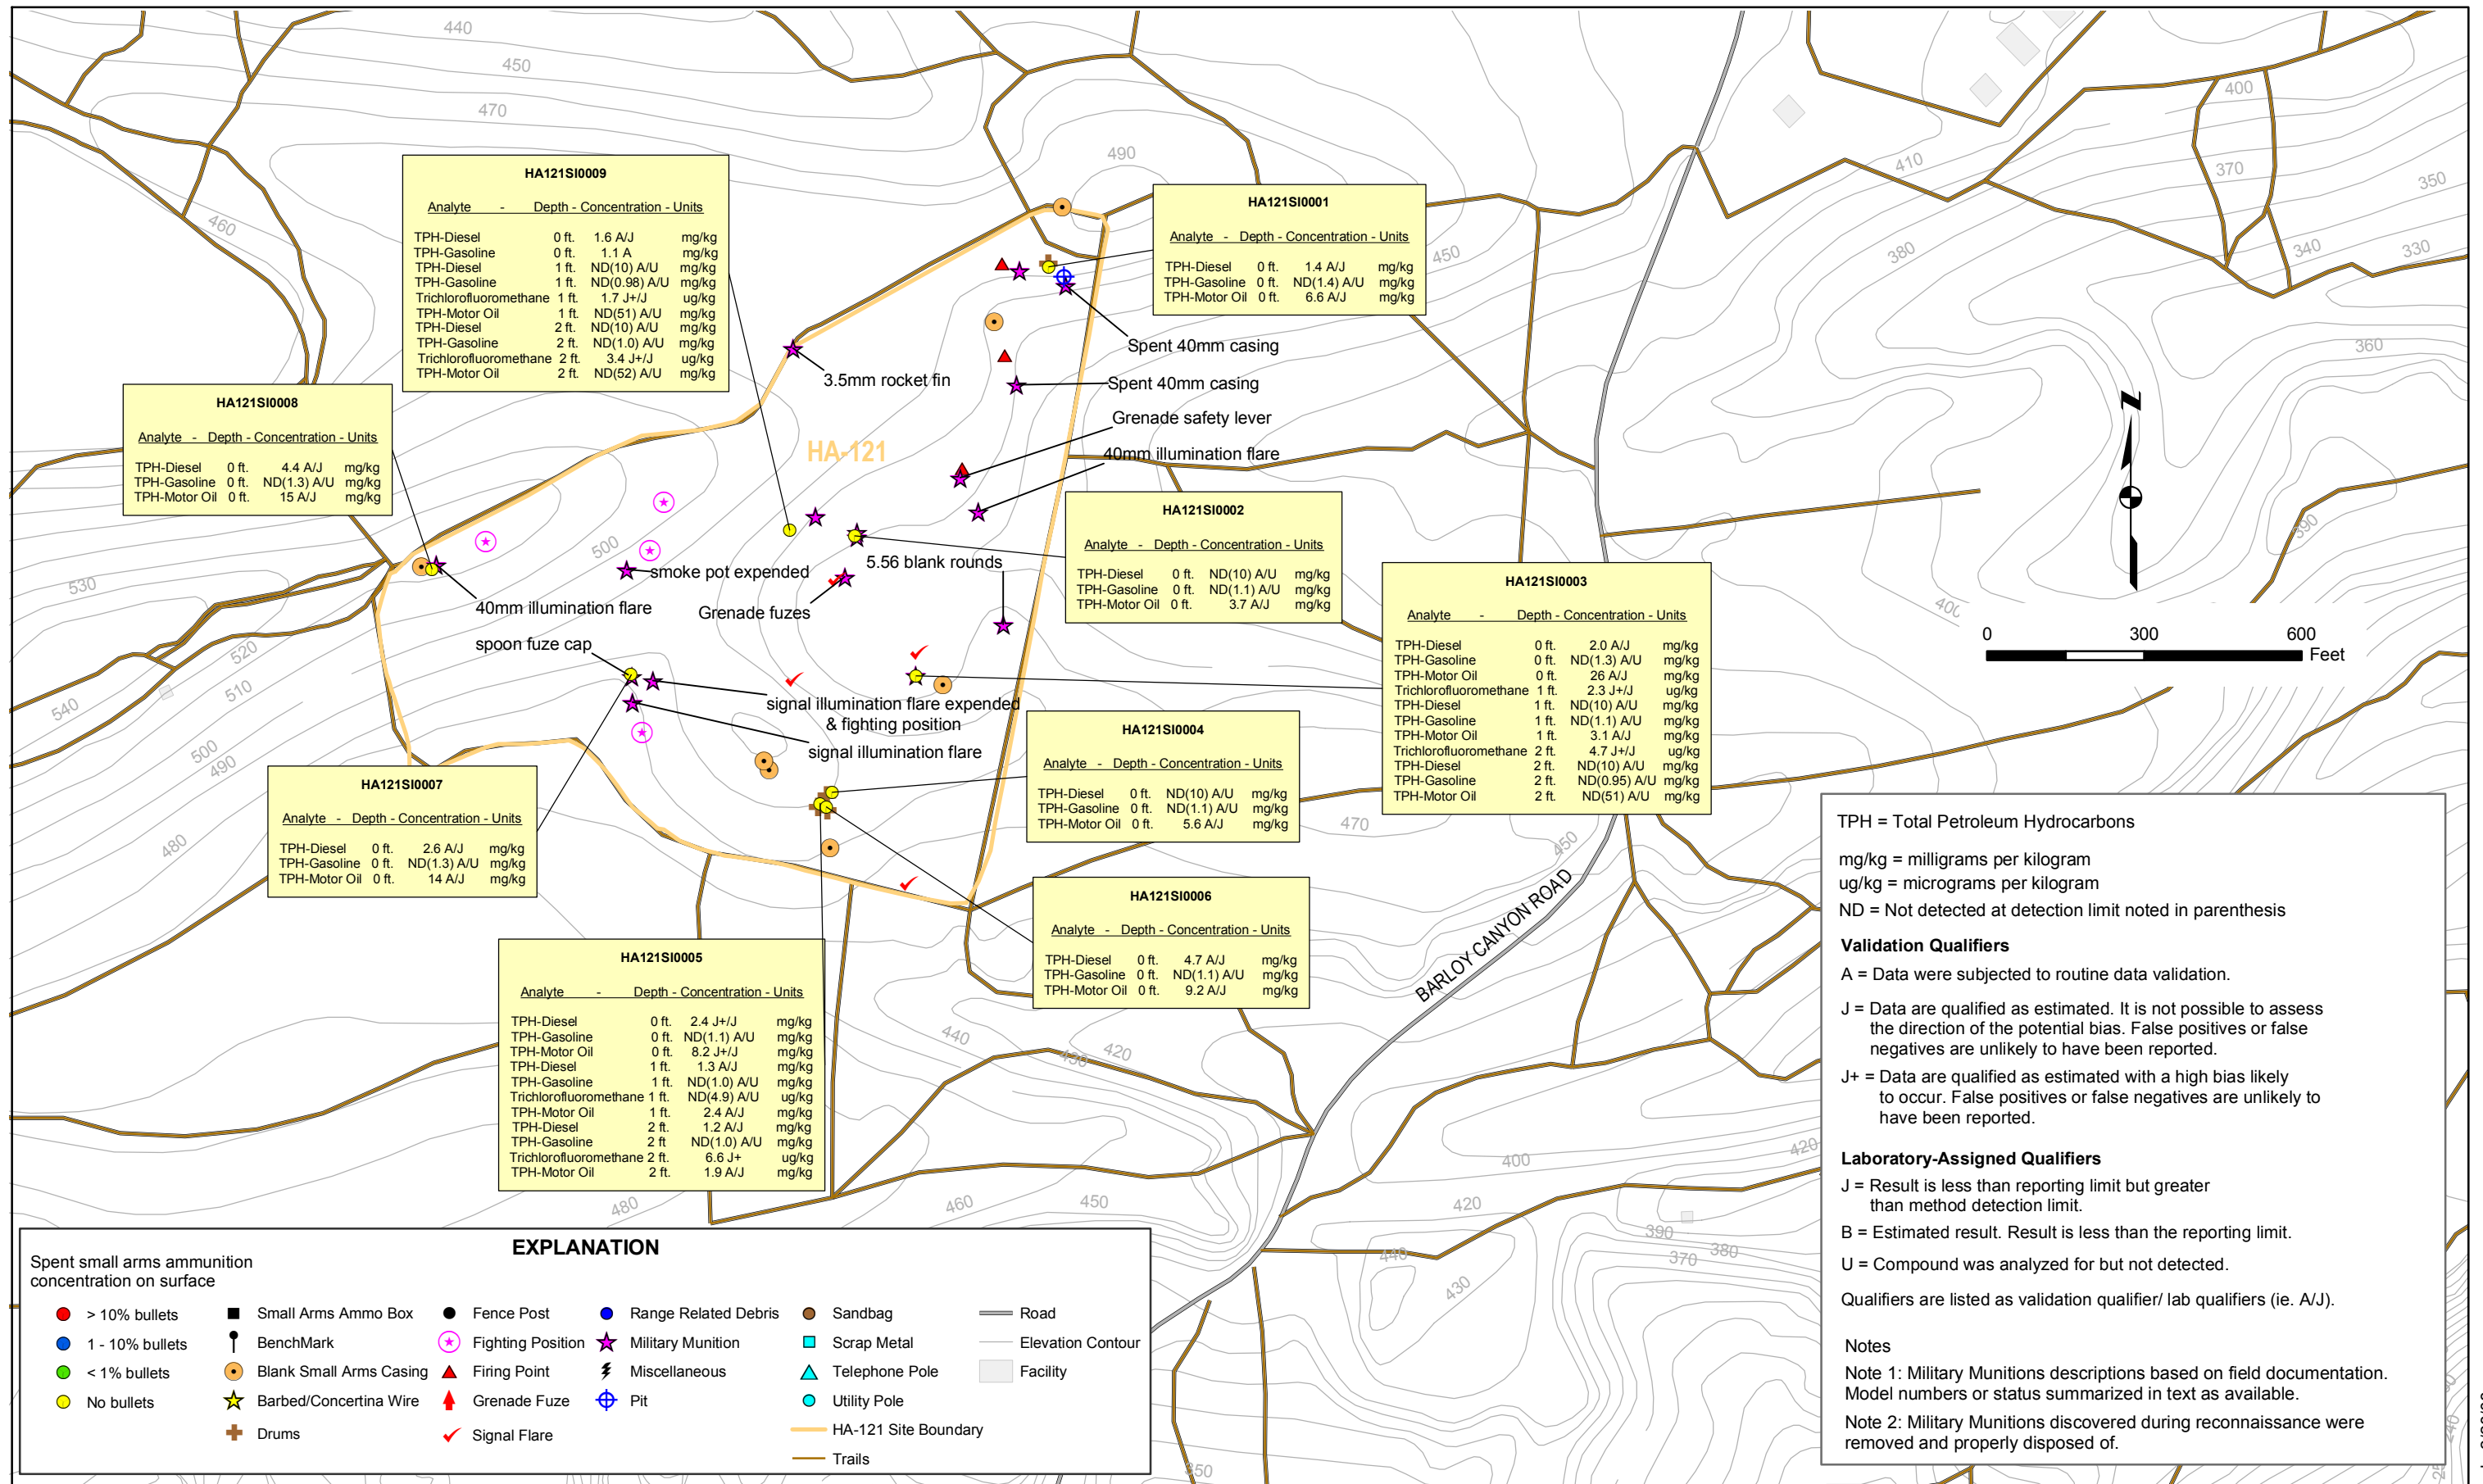 440
450
470
490
460
HA121SI0009
Analyte - Depth - Concentration - Units
TPH-Diesel 0 ft. 1.6 A/J mg/kg
TPH-Gasoline 0 ft. 1.1 A mg/kg
TPH-Diesel 1 ft. ND(10) A/U mg/kg
TPH-Gasoline 1 ft. ND(0.98) A/U mg/kg
Trichlorofluoromethane 1 ft. 1.7 J+/J ug/kg
TPH-Motor Oil 1 ft. ND(51) A/U mg/kg
TPH-Diesel 2 ft. ND(10) A/U mg/kg
TPH-Gasoline 2 ft. ND(1.0) A/U mg/kg
Trichlorofluoromethane 2 ft. 3.4 J+/J ug/kg
TPH-Motor Oil 2 ft. ND(52) A/U mg/kg
HA121SI0001
Analyte - Depth - Concentration - Units
TPH-Diesel 0 ft. 1.4 A/J mg/kg
TPH-Gasoline 0 ft. ND(1.4) A/U mg/kg
TPH-Motor Oil 0 ft. 6.6 A/J mg/kg
450
400
410
370
350
380
340
330
360
390
400
HA121SI0008
Analyte - Depth - Concentration - Units
TPH-Diesel 0 ft. 4.4 A/J mg/kg
TPH-Gasoline 0 ft. ND(1.3) A/U mg/kg
TPH-Motor Oil 0 ft. 15 A/J mg/kg
Spent 40mm casing
3.5mm rocket fin
Spent 40mm casing
Grenade safety lever
HA-121
40mm illumination flare
HA121SI0002
Analyte - Depth - Concentration - Units
TPH-Diesel 0 ft. ND(10) A/U mg/kg
TPH-Gasoline 0 ft. ND(1.1) A/U mg/kg
TPH-Motor Oil 0 ft. 3.7 A/J mg/kg
500
5.56 blank rounds
smoke pot expended
40mm illumination flare
Grenade fuzes
spoon fuze cap
signal illumination flare expended
& fighting position
signal illumination flare
530
520
510
540
500
490
480
HA121SI0003
Analyte - Depth - Concentration - Units
TPH-Diesel 0 ft. 2.0 A/J mg/kg
TPH-Gasoline 0 ft. ND(1.3) A/U mg/kg
TPH-Motor Oil 0 ft. 26 A/J mg/kg
Trichlorofluoromethane 1 ft. 2.3 J+/J ug/kg
TPH-Diesel 1 ft. ND(10) A/U mg/kg
TPH-Gasoline 1 ft. ND(1.1) A/U mg/kg
TPH-Motor Oil 1 ft. 3.1 A/J mg/kg
Trichlorofluoromethane 2 ft. 4.7 J+/J ug/kg
TPH-Diesel 2 ft. ND(10) A/U mg/kg
TPH-Gasoline 2 ft. ND(0.95) A/U mg/kg
TPH-Motor Oil 2 ft. ND(51) A/U mg/kg
Z
0 300 600
Feet
HA121SI0004
Analyte - Depth - Concentration - Units
TPH-Diesel 0 ft. ND(10) A/U mg/kg
TPH-Gasoline 0 ft. ND(1.1) A/U mg/kg
TPH-Motor Oil 0 ft. 5.6 A/J mg/kg
HA121SI0007
Analyte - Depth - Concentration - Units
TPH-Diesel 0 ft. 2.6 A/J mg/kg
TPH-Gasoline 0 ft. ND(1.3) A/U mg/kg
TPH-Motor Oil 0 ft. 14 A/J mg/kg
HA121SI0006
Analyte - Depth - Concentration - Units
TPH-Diesel 0 ft. 4.7 A/J mg/kg
TPH-Gasoline 0 ft. ND(1.1) A/U mg/kg
TPH-Motor Oil 0 ft. 9.2 A/J mg/kg
HA121SI0005
Analyte - Depth - Concentration - Units
TPH-Diesel 0 ft. 2.4 J+/J mg/kg
TPH-Gasoline 0 ft. ND(1.1) A/U mg/kg
TPH-Motor Oil 0 ft. 8.2 J+/J mg/kg
TPH-Diesel 1 ft. 1.3 A/J mg/kg
TPH-Gasoline 1 ft. ND(1.0) A/U mg/kg
Trichlorofluoromethane 1 ft. ND(4.9) A/U ug/kg
TPH-Motor Oil 1 ft. 2.4 A/J mg/kg
TPH-Diesel 2 ft. 1.2 A/J mg/kg
TPH-Gasoline 2 ft ND(1.0) A/U mg/kg
Trichlorofluoromethane 2 ft. 6.6 J+ ug/kg
TPH-Motor Oil 2 ft. 1.9 A/J mg/kg
470
450
BARLOY CANYON ROAD
440
430
420
400
420
480
460
450
420
390
380
370
440
430
350
TPH = Total Petroleum Hydrocarbons
mg/kg = milligrams per kilogram
ug/kg = micrograms per kilogram
ND = Not detected at detection limit noted in parenthesis
Validation Qualifiers
A = Data were subjected to routine data validation.
J = Data are qualified as estimated. It is not possible to assess
the direction of the potential bias. False positives or false
negatives are unlikely to have been reported.
J+ = Data are qualified as estimated with a high bias likely
to occur. False positives or false negatives are unlikely to
have been reported.
Laboratory-Assigned Qualifiers
J = Result is less than reporting limit but greater
than method detection limit.
B = Estimated result. Result is less than the reporting limit.
U = Compound was analyzed for but not detected.
Qualifiers are listed as validation qualifier/ lab qualifiers (ie. A/J).
Notes
Note 1: Military Munitions descriptions based on field documentation.
Model numbers or status summarized in text as available.
Note 2: Military Munitions discovered during reconnaissance were
removed and properly disposed of.
EXPLANATION
Spent small arms ammunition
concentration on surface
> 10% bullets
1 - 10% bullets
< 1% bullets
No bullets
Small Arms Ammo Box
BenchMark
Blank Small Arms Casing
Barbed/Concertina Wire
Drums
Fence Post
Fighting Position
Firing Point
Grenade Fuze
Signal Flare
Range Related Debris
Military Munition
Miscellaneous
Pit
Sandbag
Scrap Metal
Telephone Pole
Utility Pole
HA-121 Site Boundary
Trails
Road
Elevation Contour
Facility